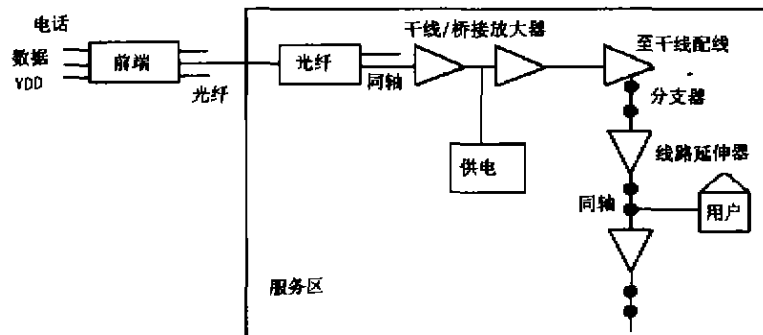 电话
数据
VDD
前端
光纤
光纤
同轴
干线/桥接放大器
供电
至干线配线
分支器
线路延伸器
同轴
用户
服务区